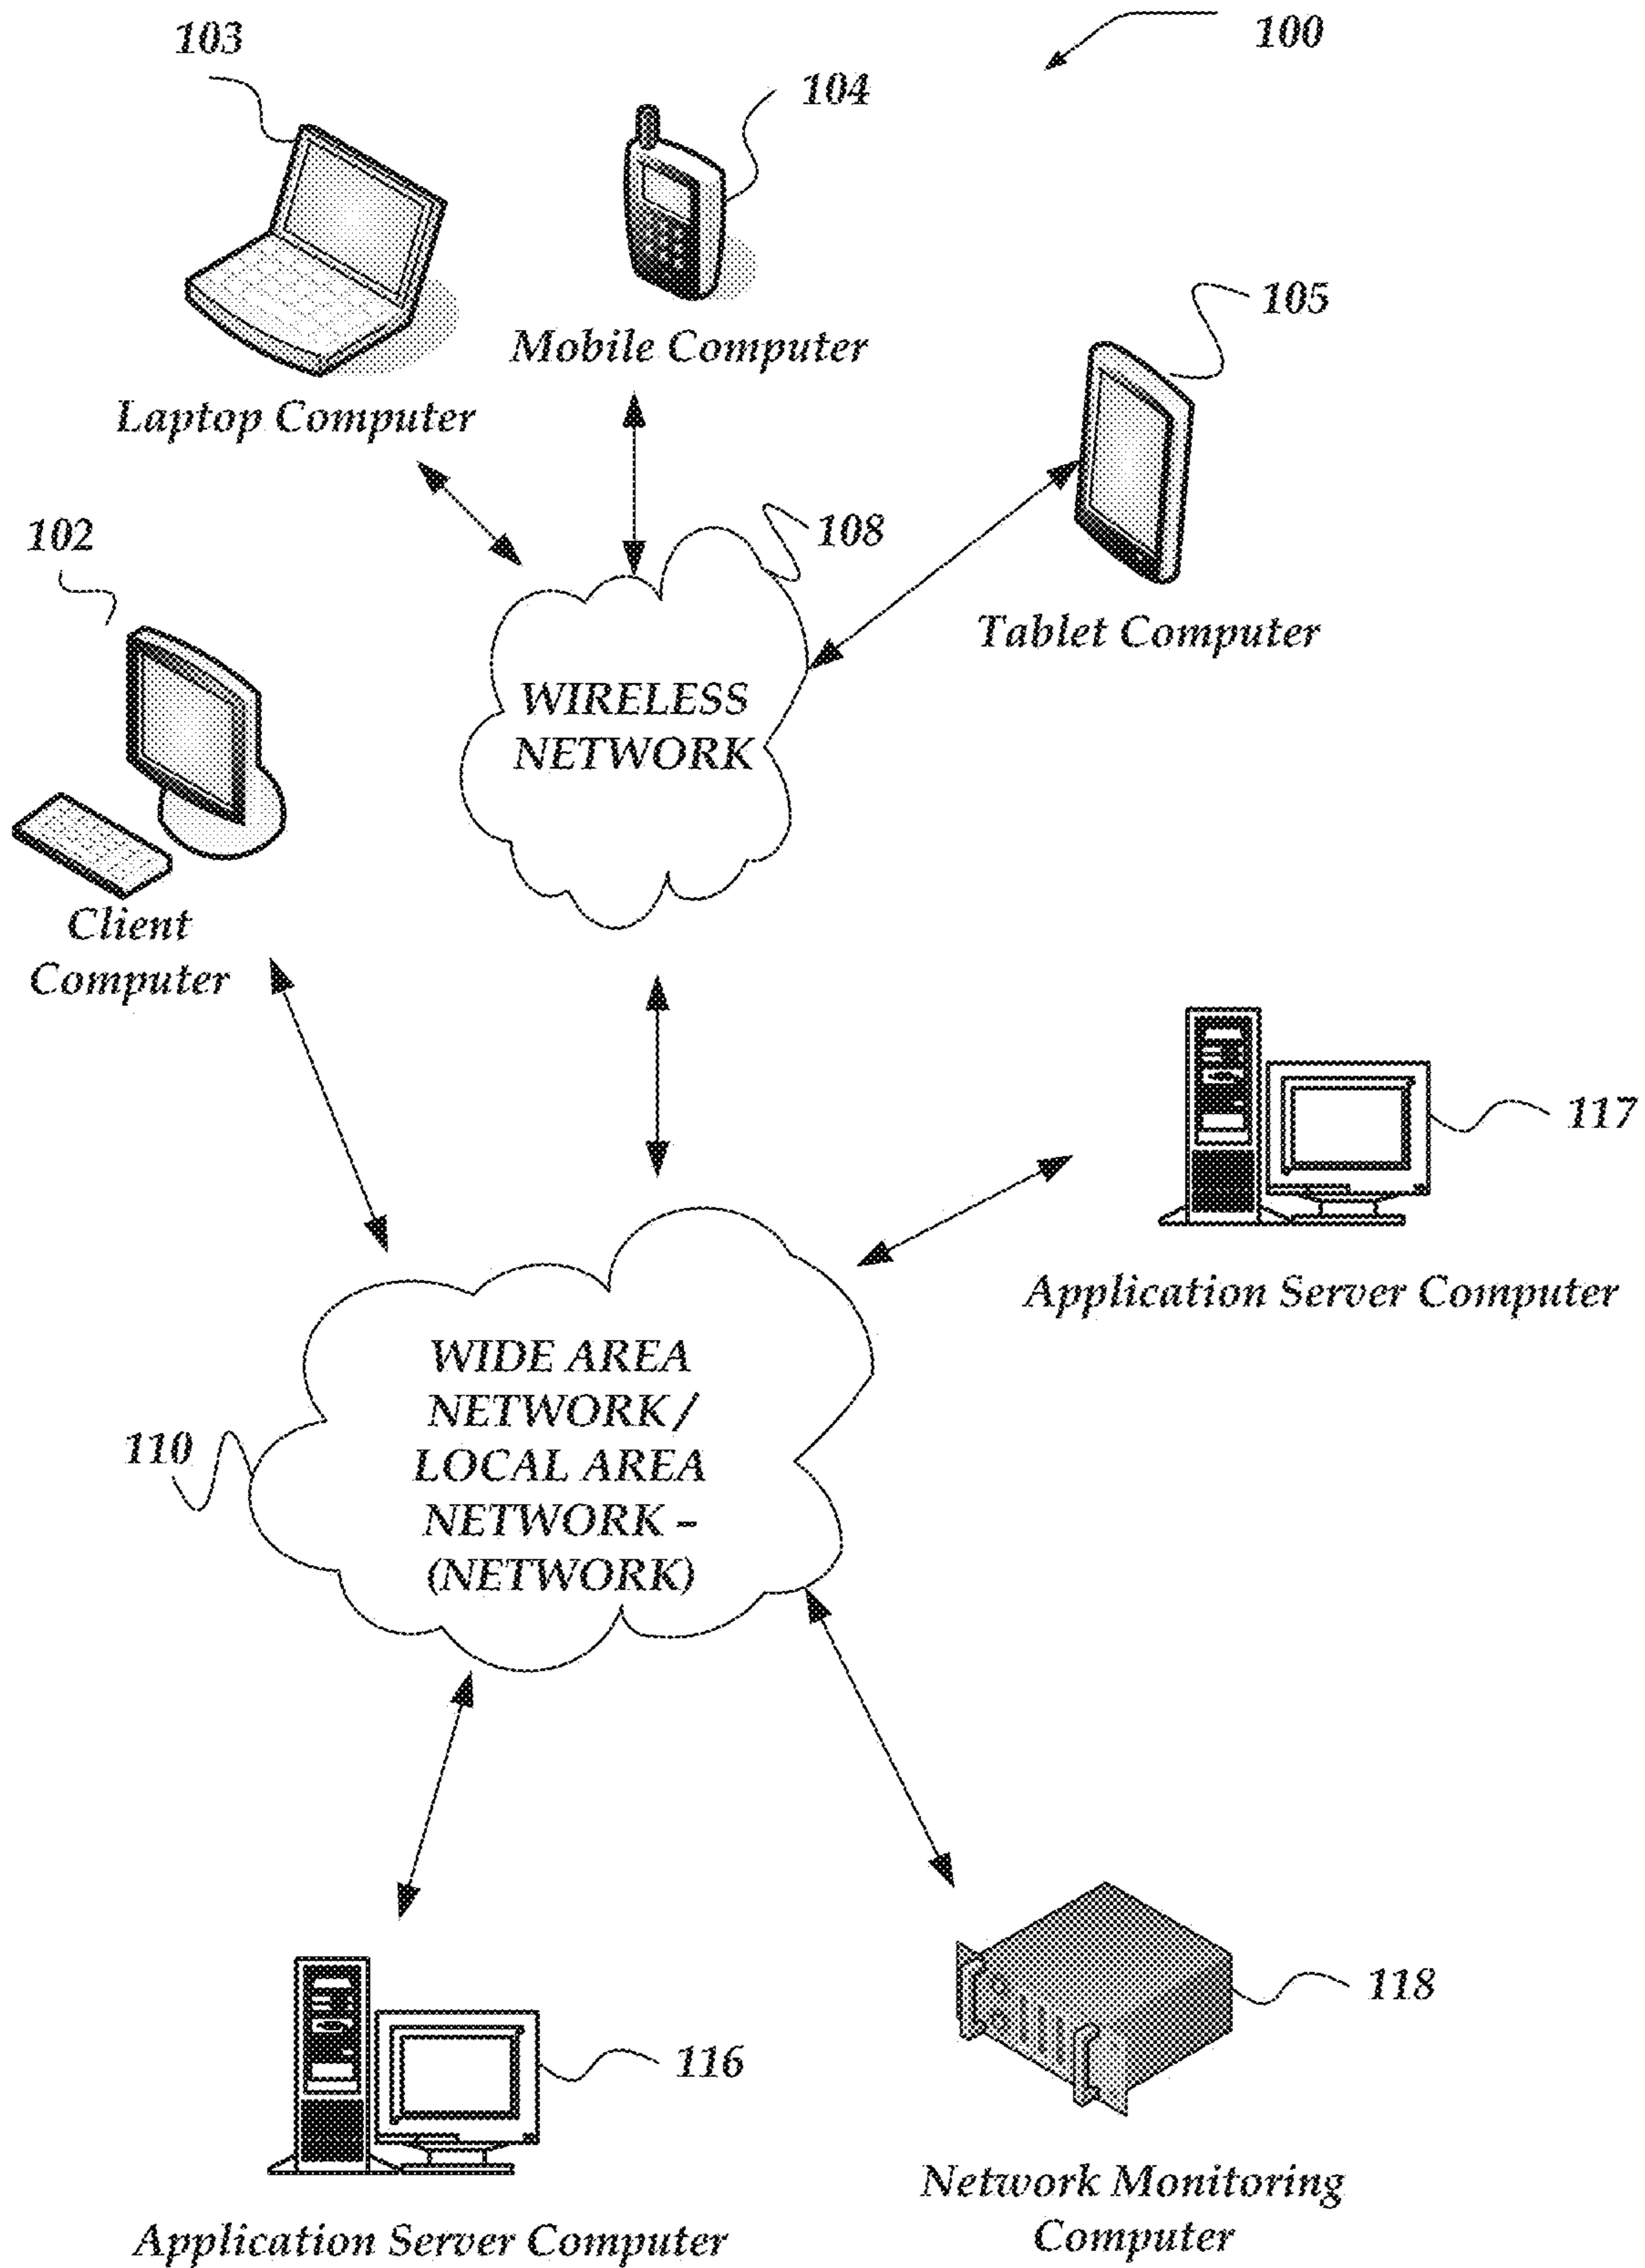 100
103
104
Mobile Computer
105
Laptop Computer
102
108
Tablet Computer
WIRELESS
NETWORK
Client
Computer
117
Application Server Computer
WIDE AREA
NETWORK /
LOCAL AREA
NETWORK –
(NETWORK)
110
118
116
Network Monitoring
Computer
Application Server Computer